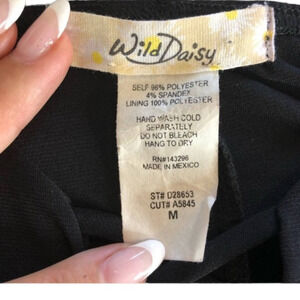 Wild Daisy
SELF 96% POLYESTER
4% SPANDEX
LINING 100% POLYESTER
HAND WASH COLD
SEPARATELY
DO NOT BLEACH
HANG TO DRY
RN#143296
MADE IN MEXICO
ST# D28653
CUT# A5845
M